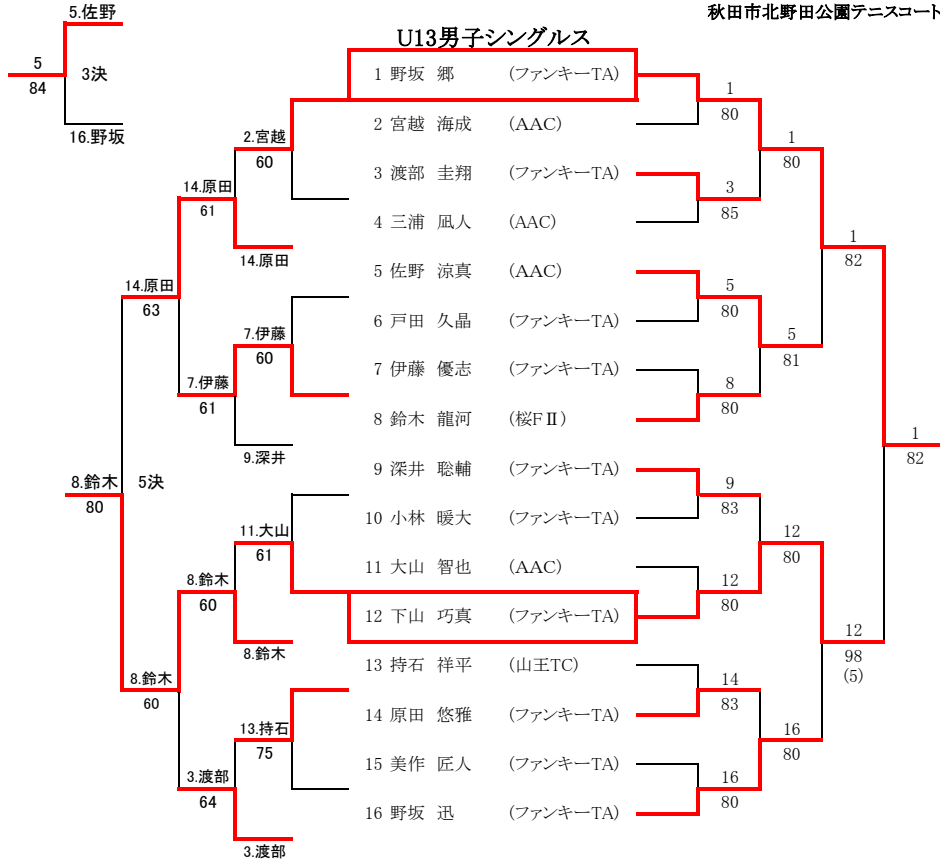 5.佐野
秋田市北野田公園テニスコート
U13男子シングルス
5
84
3決
16.野坂
1 野坂 郷 (ファンキーTA)
2 宮越 海成 (AAC)
3 渡部 圭翔 (ファンキーTA)
4 三浦 凪人 (AAC)
5 佐野 涼真 (AAC)
6 戸田 久晶 (ファンキーTA)
7 伊藤 優志 (ファンキーTA)
8 鈴木 龍河 (桜FⅡ)
9 深井 聡輔 (ファンキーTA)
10 小林 暖大 (ファンキーTA)
11 大山 智也 (AAC)
12 下山 巧真 (ファンキーTA)
13 持石 祥平 (山王TC)
14 原田 悠雅 (ファンキーTA)
15 美作 匠人 (ファンキーTA)
16 野坂 迅 (ファンキーTA)
2.宮越
60
14.原田
61
14.原田
14.原田
63
7.伊藤
60
7.伊藤
61
9.深井
8.鈴木
80
5決
11.大山
61
8.鈴木
60
8.鈴木
8.鈴木
60
13.持石
75
3.渡部
64
3.渡部
1
80
3
85
5
80
8
80
9
83
12
80
14
83
16
80
1
80
5
81
12
80
16
80
1
82
12
98
(5)
1
82